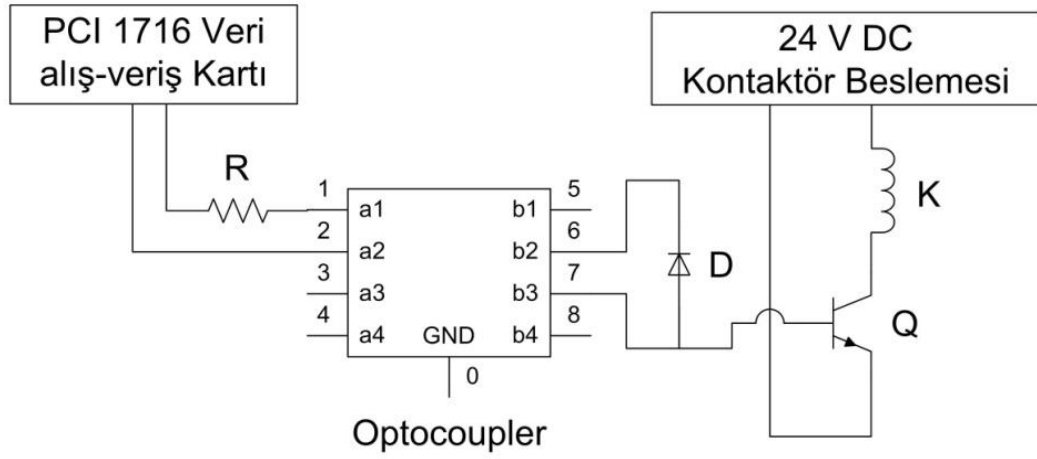 PCI 1716 Veri
alış-veriş Kartı
24 V DC
Kontaktör Beslemesi
R
K
D
Q
1
2
3
4
a1
a2
a3
a4
GND
0
b1
b2
b3
b4
5
6
7
8
Optocoupler